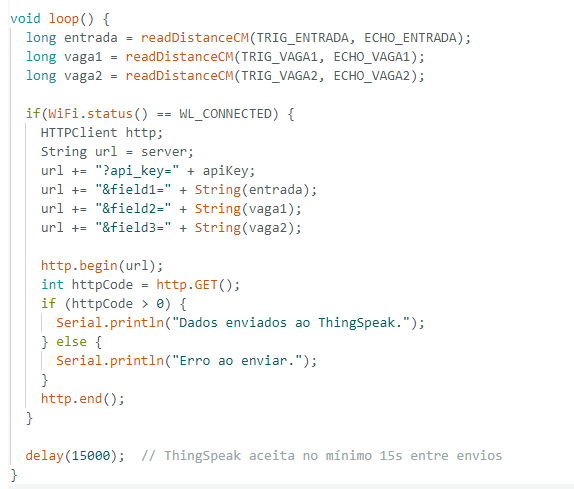 void loop() {
  long entrada = readDistanceCM(TRIG_ENTRADA, ECHO_ENTRADA);
  long vaga1 = readDistanceCM(TRIG_VAGA1, ECHO_VAGA1);
  long vaga2 = readDistanceCM(TRIG_VAGA2, ECHO_VAGA2);

  if(WiFi.status() == WL_CONNECTED) {
    HTTPClient http;
    String url = server;
    url += "?api_key=" + apiKey;
    url += "&field1=" + String(entrada);
    url += "&field2=" + String(vaga1);
    url += "&field3=" + String(vaga2);

    http.begin(url);
    int httpCode = http.GET();
    if (httpCode > 0) {
      Serial.println("Dados enviados ao ThingSpeak.");
    } else {
      Serial.println("Erro ao enviar.");
    }
    http.end();
  }

  delay(15000);  // ThingSpeak aceita no mínimo 15s entre envios
}